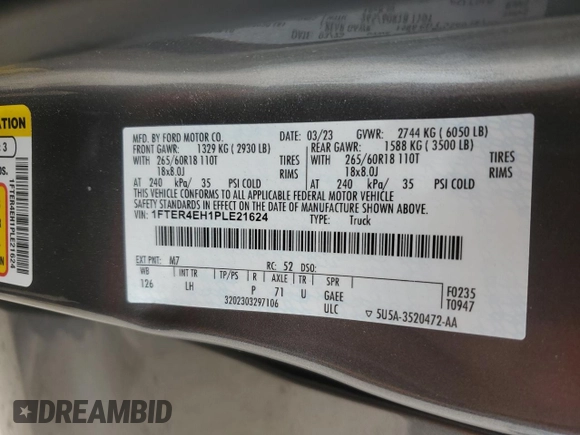 MFD. BY FORD MOTOR CO. 03/23 GVWR: 2744 KG ( 6050 LB)
FRONT GAWR: 1329 KG ( 2930 LB) REAR GAWR: 1588 KG ( 3500 LB)
WITH 265/60R18 110T TIRES WITH 265/60R18 110T TIRES
18x8.0J RIMS 18x8.0J RIMS
AT 240 kPa/ 35 PSI COLD AT 240 kPa/ 35 PSI COLD
THIS VEHICLE CONFORMS TO ALL APPLICABLE FEDERAL MOTOR VEHICLE
SAFETY STANDARDS IN EFFECT ON THE DATE OF MANUFACTURE SHOWN ABOVE.
VIN: 1FTER4EH1PLE21624 TYPE: Truck
EXT PNT: M7 RC: 52 DSO:
WB INT TR TP/PS R AXLE TR SPR
126 LH P 71 U GAEE F0235
ULC T0947
3202303297106
▽ 5U5A-3520472-AA
1FTER4EH1PLE21624
DREAMBID